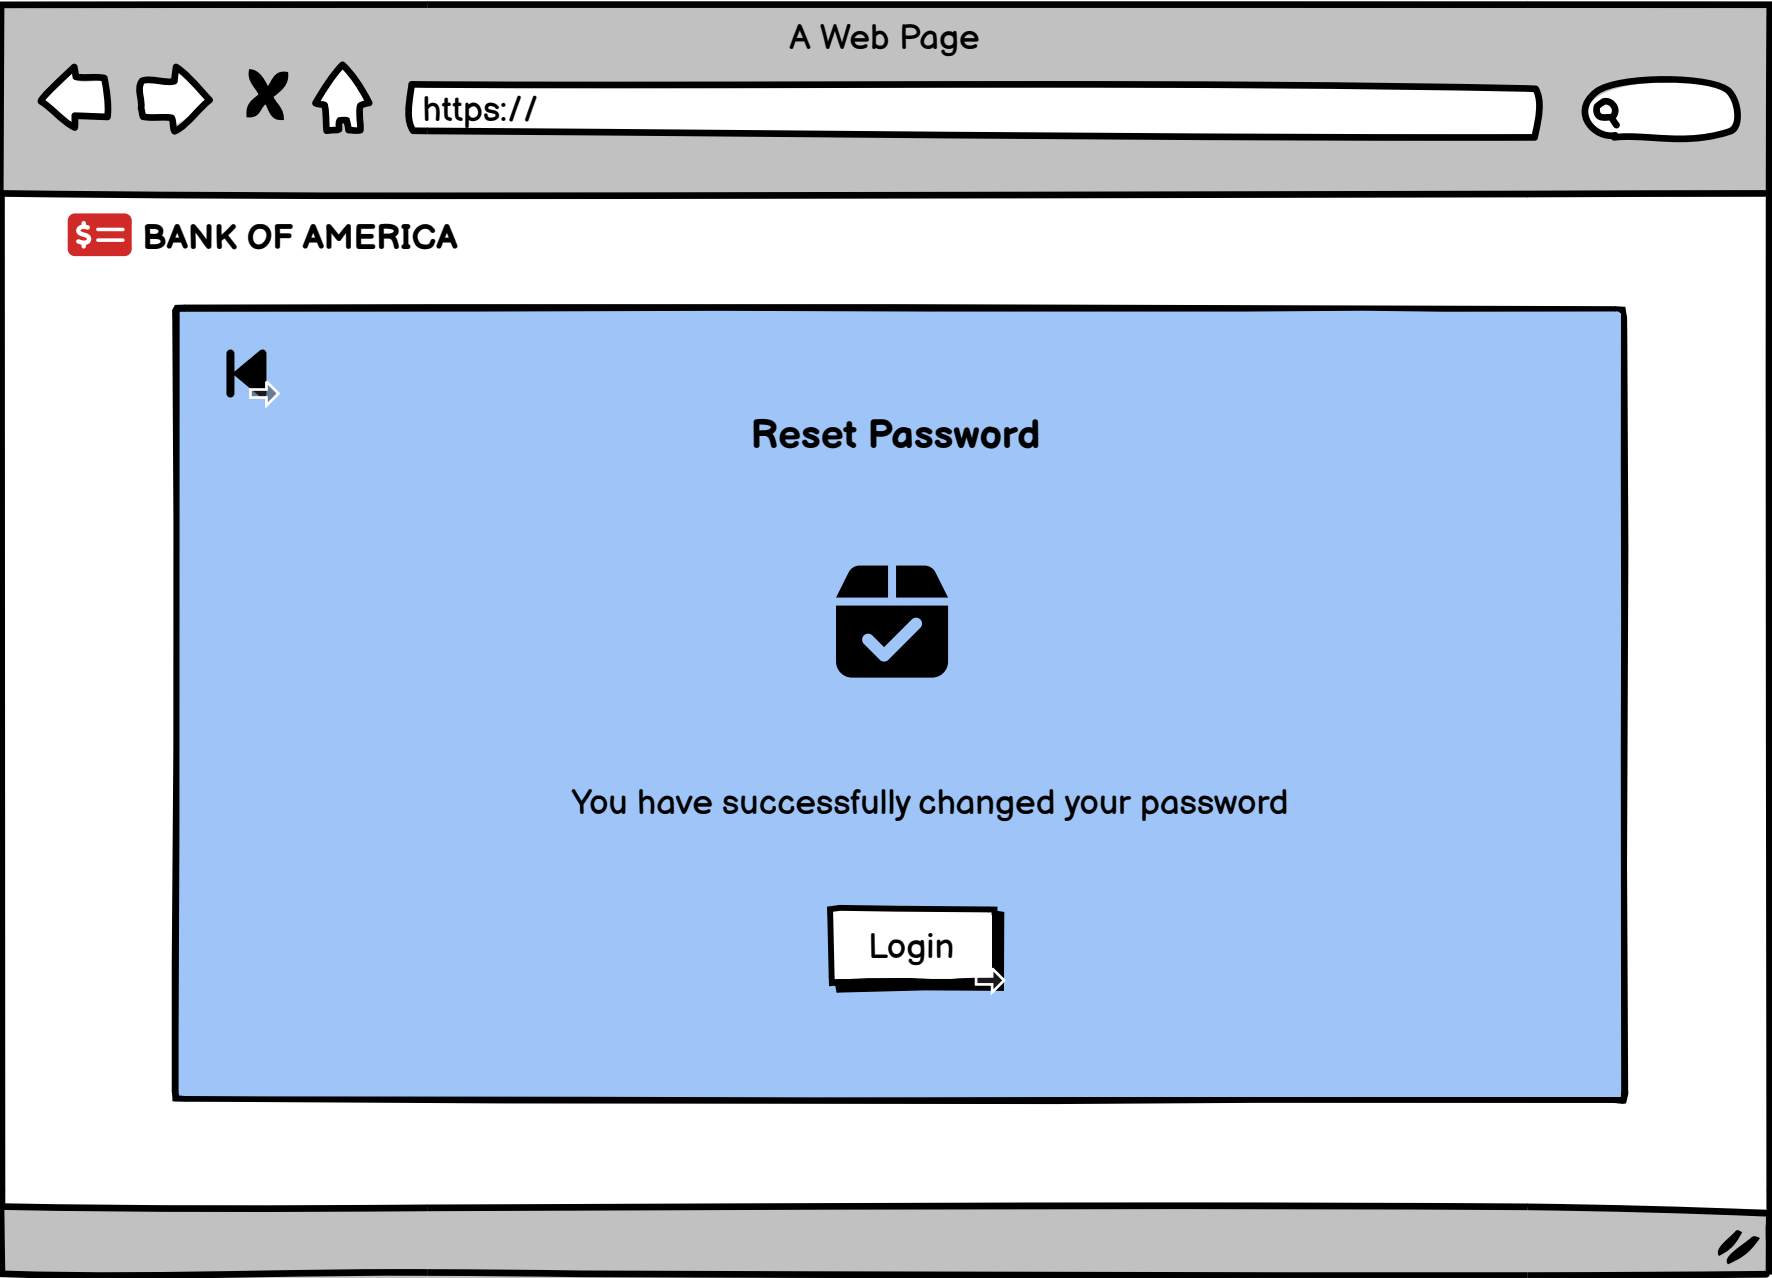 A Web Page
https://
$
BANK OF AMERICA
Reset Password
You have successfully changed your password
Login